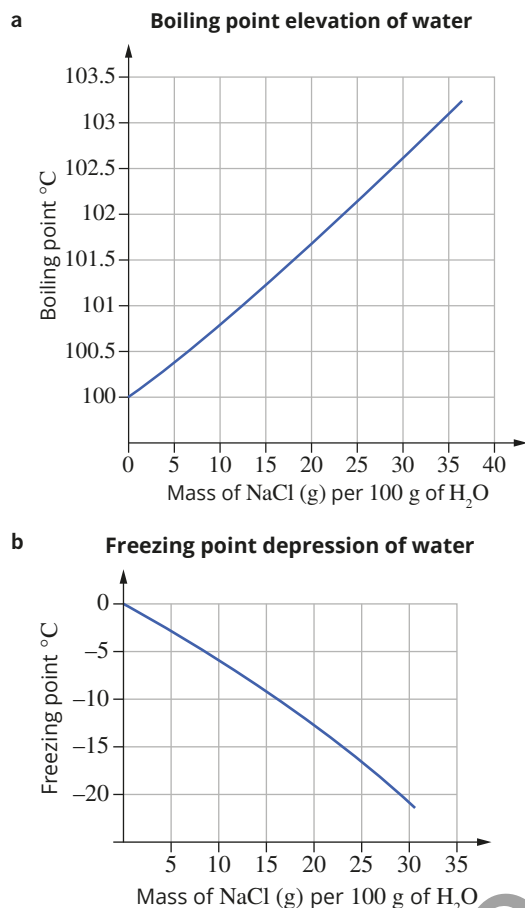 a
Boiling point elevation of water
103.5
103
102.5
102
101.5
101
100.5
100
Boiling point °C
0 5 10 15 20 25 30 35 40
Mass of NaCl (g) per 100 g of H₂O
b
Freezing point depression of water
0
–5
–10
–15
–20
Freezing point °C
5 10 15 20 25 30 35
Mass of NaCl (g) per 100 g of H₂O